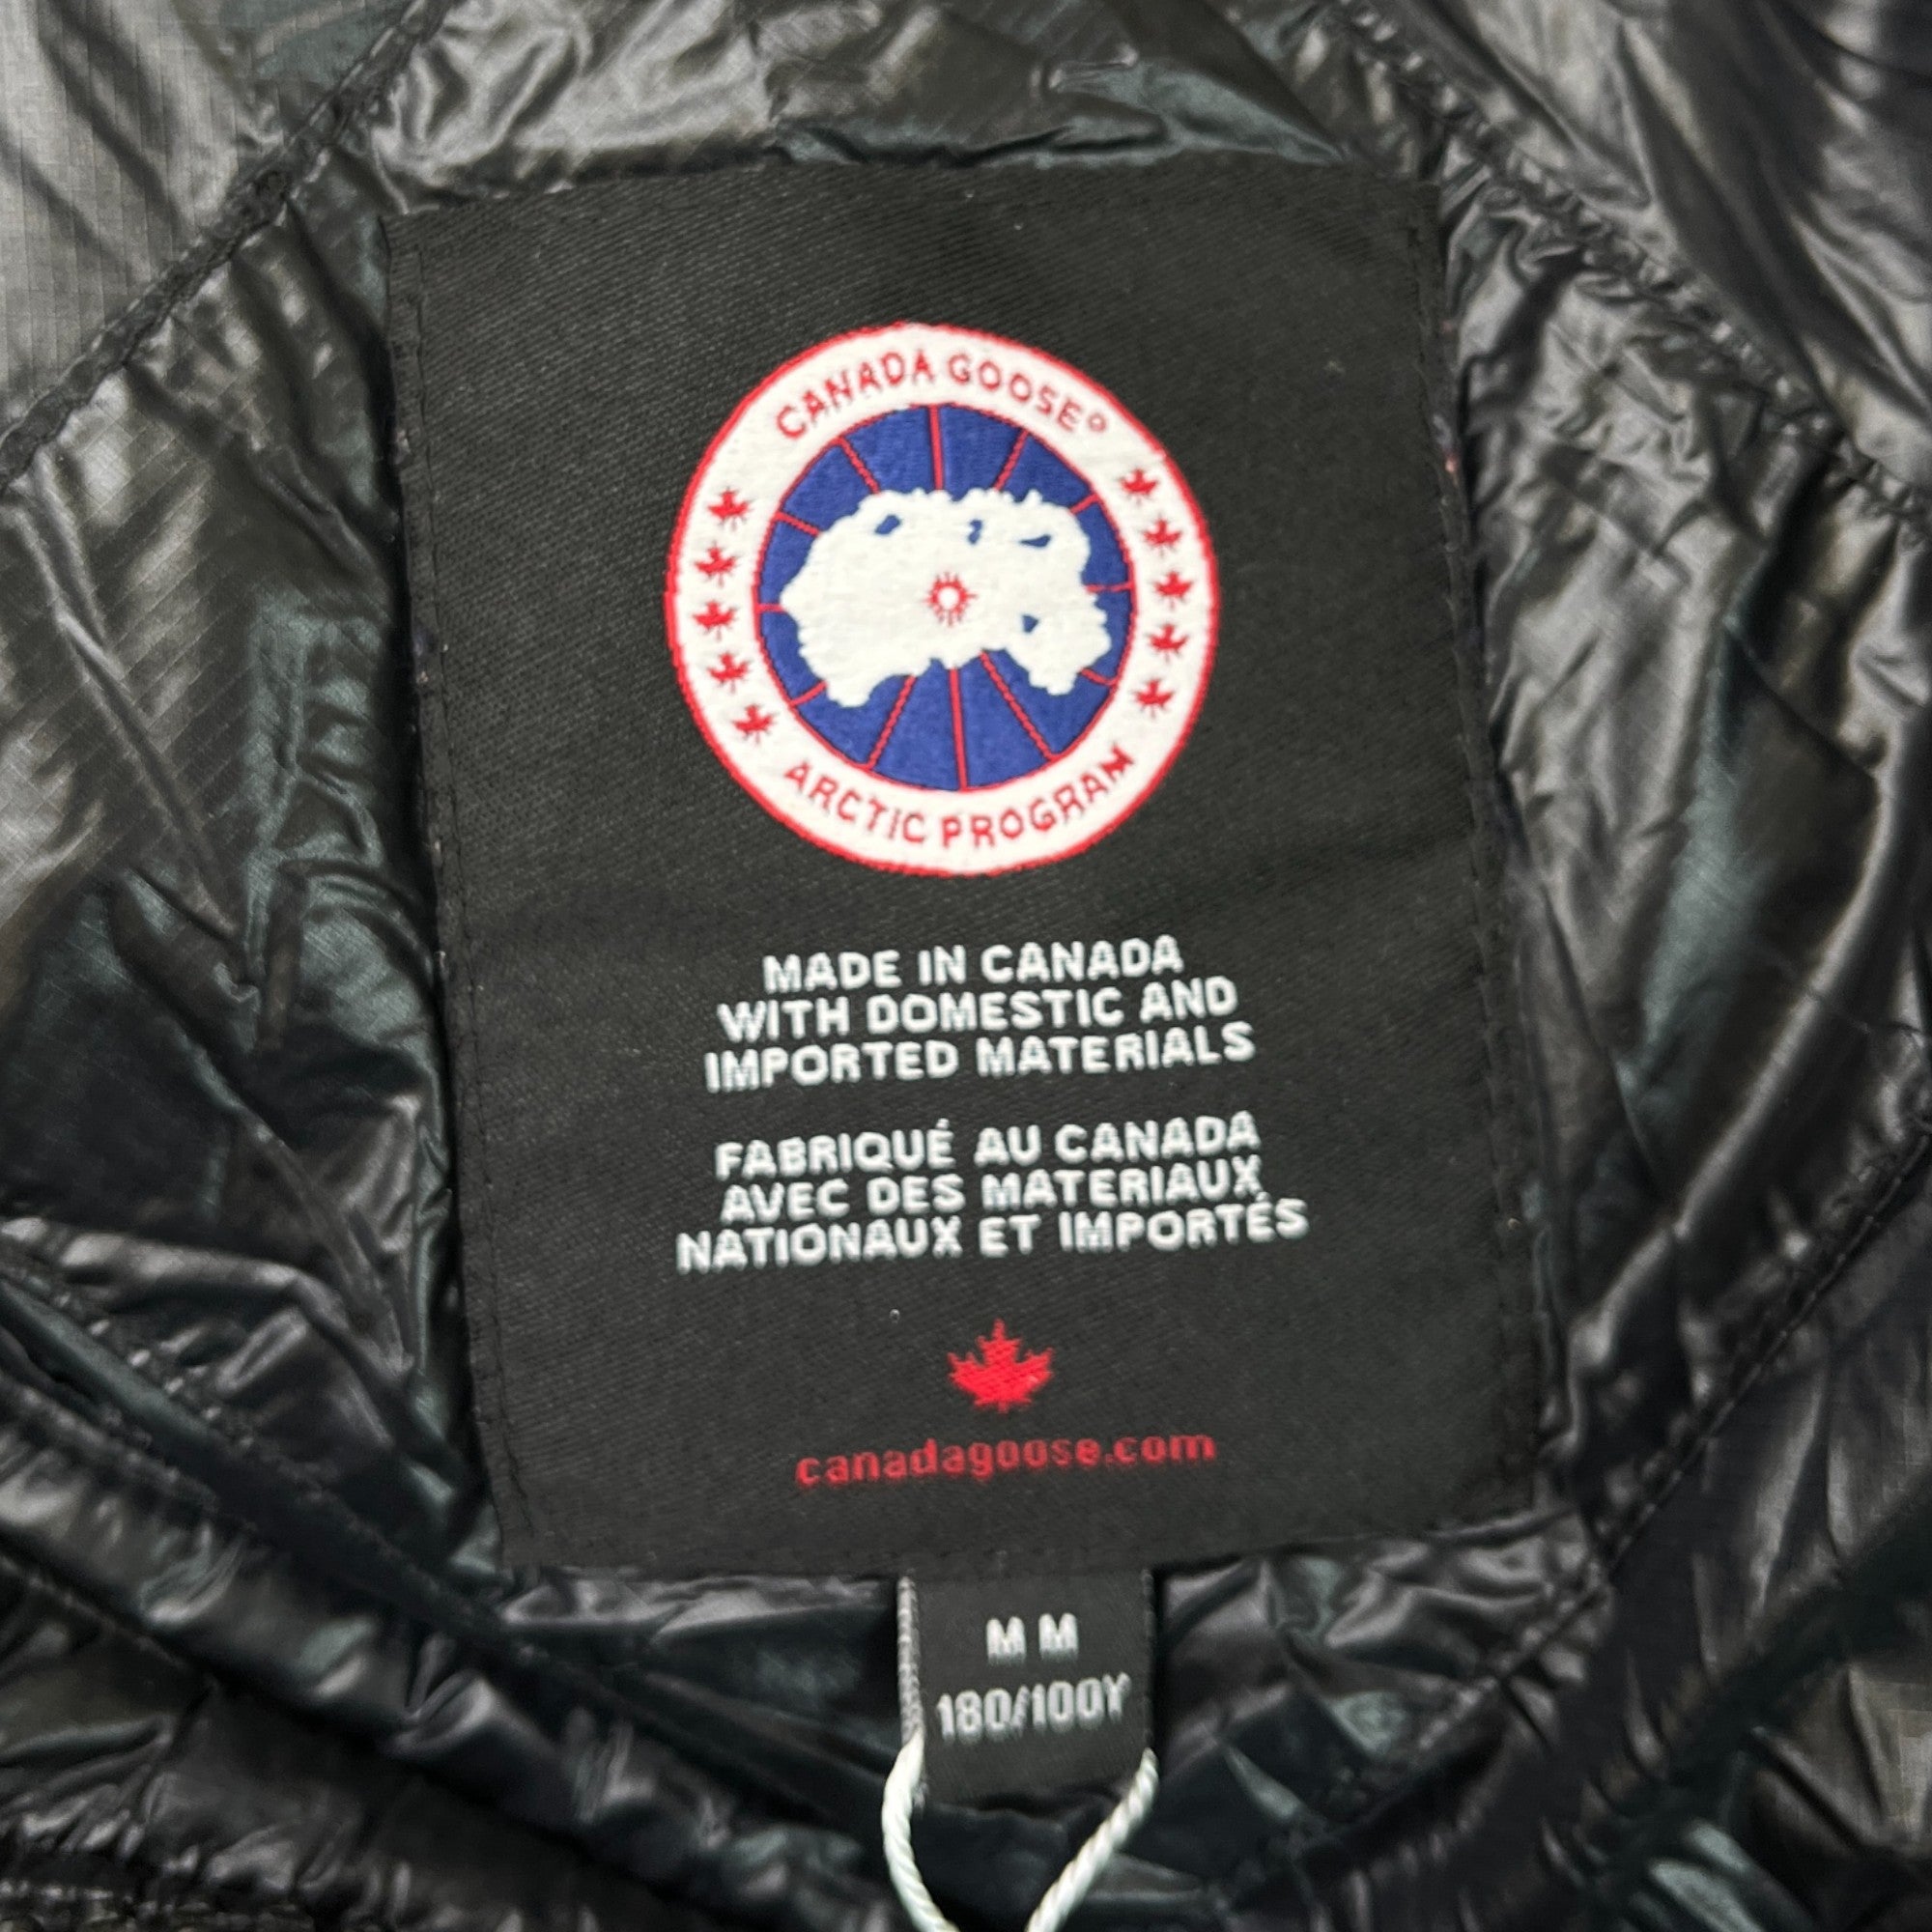 CANADA GOOSE®
ARCTIC PROGRAM
MADE IN CANADA
WITH DOMESTIC AND
IMPORTED MATERIALS
FABRIQUÉ AU CANADA
AVEC DES MATERIAUX
NATIONAUX ET IMPORTÉS
canadagoose.com
M M
180/100Y